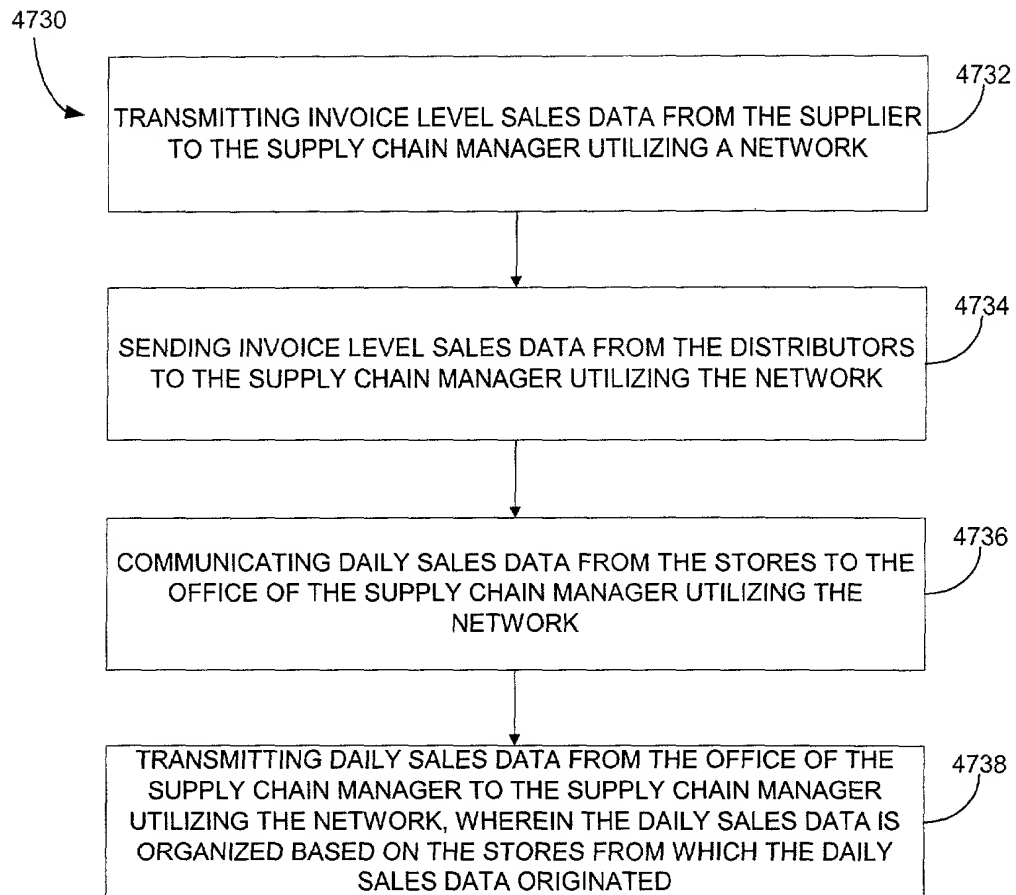 4730
4732
TRANSMITTING INVOICE LEVEL SALES DATA FROM THE SUPPLIER
TO THE SUPPLY CHAIN MANAGER UTILIZING A NETWORK
4734
SENDING INVOICE LEVEL SALES DATA FROM THE DISTRIBUTORS
TO THE SUPPLY CHAIN MANAGER UTILIZING THE NETWORK
4736
COMMUNICATING DAILY SALES DATA FROM THE STORES TO THE
OFFICE OF THE SUPPLY CHAIN MANAGER UTILIZING THE
NETWORK
4738
TRANSMITTING DAILY SALES DATA FROM THE OFFICE OF THE
SUPPLY CHAIN MANAGER TO THE SUPPLY CHAIN MANAGER
UTILIZING THE NETWORK, WHEREIN THE DAILY SALES DATA IS
ORGANIZED BASED ON THE STORES FROM WHICH THE DAILY
SALES DATA ORIGINATED